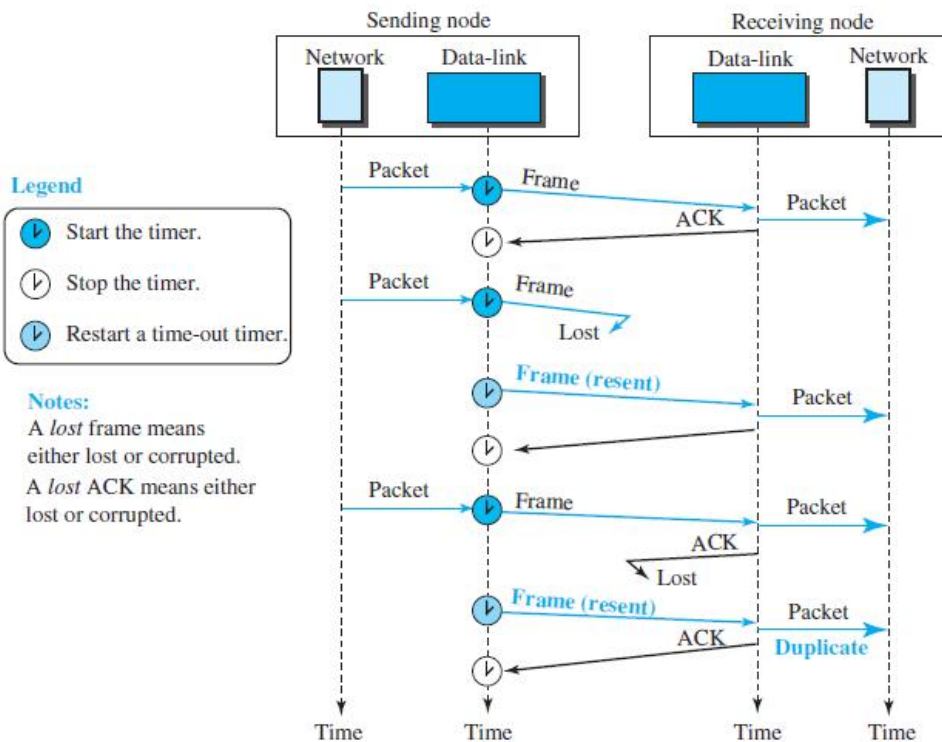 Sending node
Receiving node
Network
Data-link
Data-link
Network
Packet
Frame
Packet
ACK
Legend
Start the timer.
Stop the timer.
Restart a time-out timer.
Packet
Frame
Lost
Frame (resent)
Packet
Notes:
A lost frame means
either lost or corrupted.
A lost ACK means either
lost or corrupted.
Packet
Frame
Packet
ACK
Lost
Frame (resent)
Packet
ACK
Duplicate
Time
Time
Time
Time